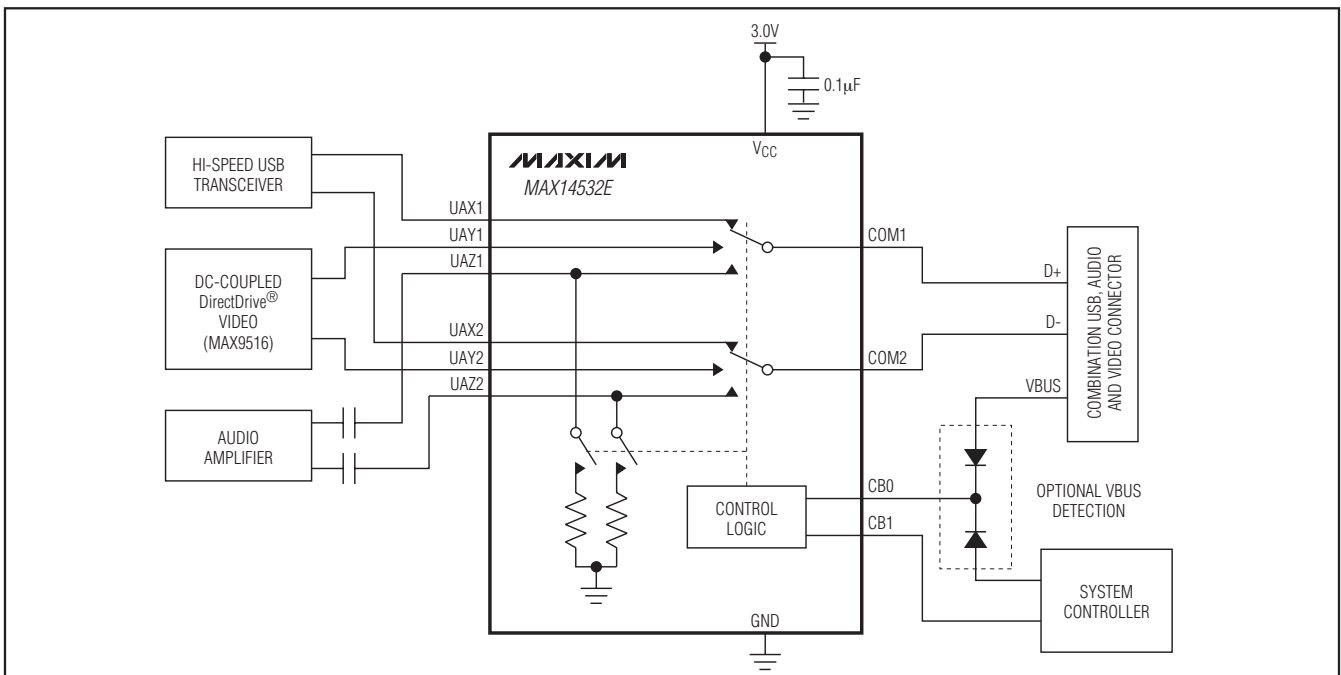 3.0V
0.1µF
VCC
MAXIM
MAX14532E
HI-SPEED USB
TRANSCEIVER
UAX1
UAY1
UAZ1
COM1
DC-COUPLED
DirectDrive®
VIDEO
(MAX9516)
UAX2
UAY2
UAZ2
COM2
D+
D-
VBUS
COMBINATION USB, AUDIO
AND VIDEO CONNECTOR
AUDIO
AMPLIFIER
CONTROL
LOGIC
CB0
CB1
OPTIONAL VBUS
DETECTION
SYSTEM
CONTROLLER
GND